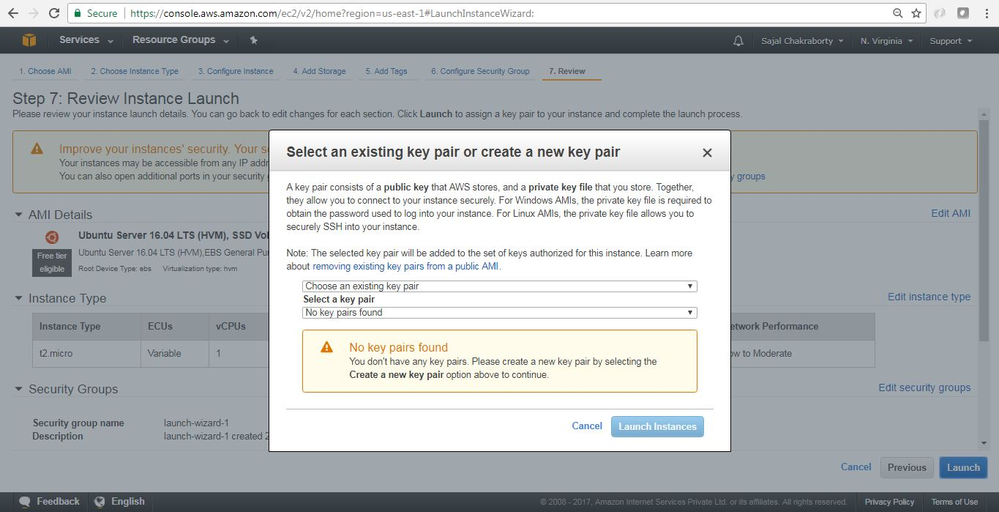 Secure https://console.aws.amazon.com/ec2/v2/home?region=us-east-1#LaunchInstanceWizard:
Services Resource Groups Sajal Chakraborty N. Virginia Support
1. Choose AMI 2. Choose Instance Type 3. Configure Instance 4. Add Storage 5. Add Tags 6. Configure Security Group 7. Review
Step 7: Review Instance Launch
Please review your instance launch details. You can go back to edit changes for each section. Click Launch to assign a key pair to your instance and complete the launch process.
Improve your instances' security. Your
Your instances may be accessible from any IP
You can also open additional ports in your security
groups
AMI Details
Edit AMI
Ubuntu Server 16.04 LTS (HVM), SSD
Free tier
eligible
Ubuntu Server 16.04 LTS (HVM),EBS General
Root Device Type: ebs Virtualization type: hvm
Instance Type
Edit instance type
Instance Type ECUs vCPUs
t2.micro Variable 1
Performance
to Moderate
Security Groups
Edit security groups
Security group name launch-wizard-1
Description launch-wizard-1 created
Select an existing key pair or create a new key pair
A key pair consists of a public key that AWS stores, and a private key file that you store. Together,
they allow you to connect to your instance securely. For Windows AMIs, the private key file is required to
obtain the password used to log into your instance. For Linux AMIs, the private key file allows you to
securely SSH into your instance.
Note: The selected key pair will be added to the set of keys authorized for this instance. Learn more
about removing existing key pairs from a public AMI.
Choose an existing key pair
Select a key pair
No key pairs found
No key pairs found
You don't have any key pairs. Please create a new key pair by selecting the
Create a new key pair option above to continue.
Cancel Launch Instances
Cancel Previous Launch
Feedback English © 2008 - 2017, Amazon Internet Services Private Ltd. or its affiliates. All rights reserved. Privacy Policy Terms of Use